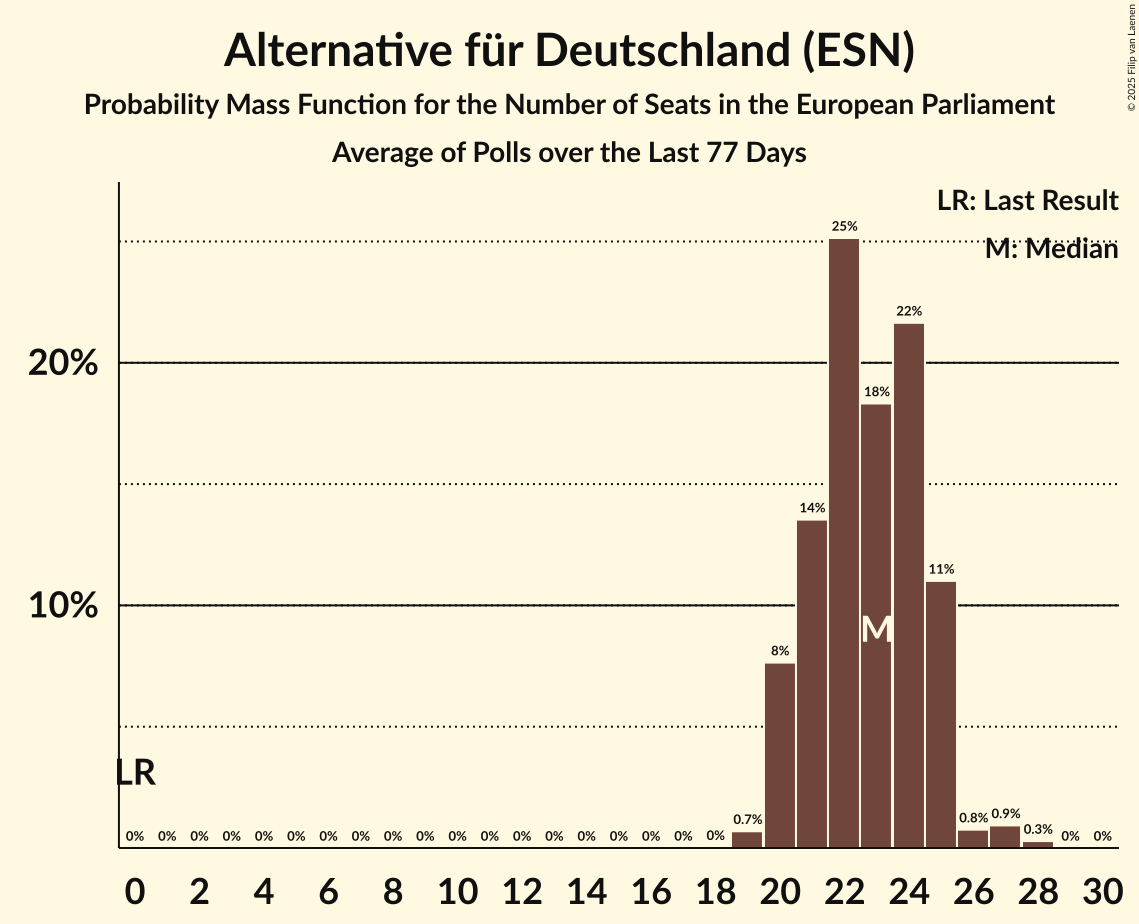 Alternative für Deutschland (ESN)
Probability Mass Function for the Number of Seats in the European Parliament
Average of Polls over the Last 77 Days
© 2025 Filip van Laenen
LR: Last Result
M: Median
25%
22%
20%
18%
14%
11%
10%
M
8%
LR
0% 0% 0% 0% 0% 0% 0% 0% 0% 0% 0% 0% 0% 0% 0% 0% 0% 0% 0% 0.7% 0.8% 0.9% 0.3% 0% 0%
0 2 4 6 8 10 12 14 16 18 20 22 24 26 28 30